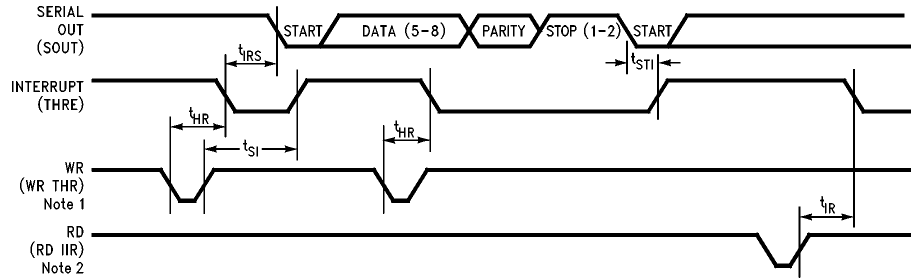 SERIAL
OUT
(SOUT)
START
DATA (5-8)
PARITY
STOP (1-2)
START
tIRS
tSTI
INTERRUPT
(THRE)
tHR
tHR
tSI
WR
(WR THR)
Note 1
tIR
RD
(RD IIR)
Note 2